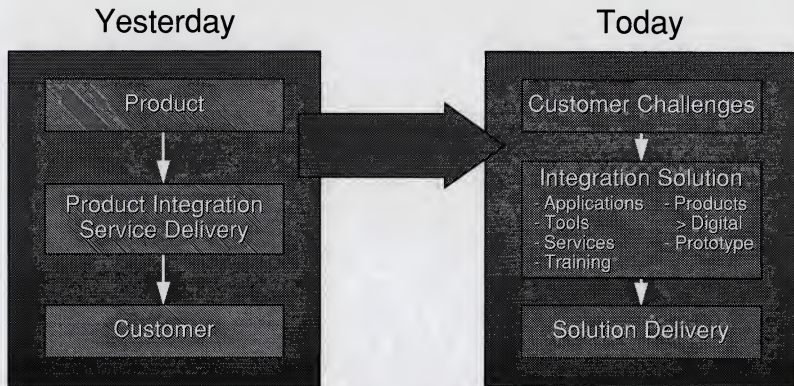 Yesterday
Product
Product Integration
Service Delivery
Customer
Today
Customer Challenges
Integration Solution
- Applications - Products
- Tools > Digital
- Services - Prototype
- Training
Solution Delivery